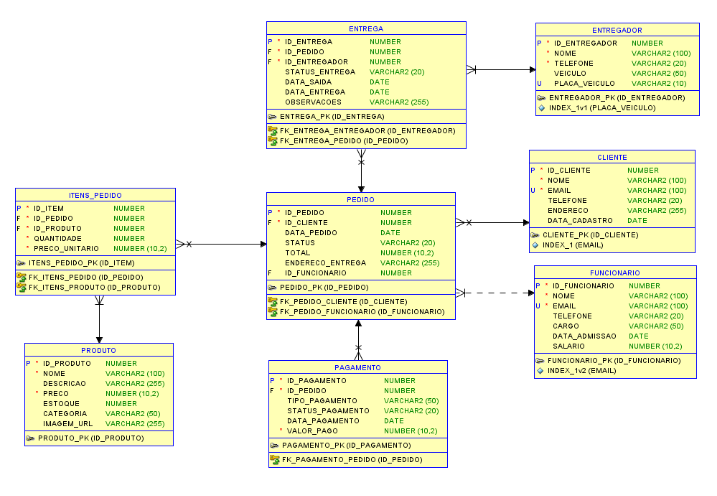 ENTREGA
P * ID_ENTREGA NUMBER
F * ID_PEDIDO NUMBER
F * ID_ENTREGADOR NUMBER
STATUS_ENTREGA VARCHAR2 (20)
DATA_SAIDA DATE
DATA_ENTREGA DATE
OBSERVACOES VARCHAR2 (255)
ENTREGA_PK (ID_ENTREGA)
FK_ENTREGA_ENTREGADOR (ID_ENTREGADOR)
FK_ENTREGA_PEDIDO (ID_PEDIDO)
ENTREGADOR
P * ID_ENTREGADOR NUMBER
* NOME VARCHAR2 (100)
* TELEFONE VARCHAR2 (20)
VEICULO VARCHAR2 (50)
U PLACA_VEICULO VARCHAR2 (10)
ENTREGADOR_PK (ID_ENTREGADOR)
INDEX_1v1 (PLACA_VEICULO)
CLIENTE
P * ID_CLIENTE NUMBER
* NOME VARCHAR2 (100)
U * EMAIL VARCHAR2 (100)
TELEFONE VARCHAR2 (20)
ENDERECO VARCHAR2 (255)
DATA_CADASTRO DATE
CLIENTE_PK (ID_CLIENTE)
INDEX_1 (EMAIL)
ITENS_PEDIDO
P * ID_ITEM NUMBER
F * ID_PEDIDO NUMBER
F * ID_PRODUTO NUMBER
* QUANTIDADE NUMBER
* PRECO_UNITARIO NUMBER (10,2)
ITENS_PEDIDO_PK (ID_ITEM)
FK_ITENS_PEDIDO (ID_PEDIDO)
FK_ITENS_PRODUTO (ID_PRODUTO)
PEDIDO
P * ID_PEDIDO NUMBER
F * ID_CLIENTE NUMBER
DATA_PEDIDO DATE
STATUS VARCHAR2 (20)
TOTAL NUMBER (10,2)
ENDERECO_ENTREGA VARCHAR2 (255)
F ID_FUNCIONARIO NUMBER
PEDIDO_PK (ID_PEDIDO)
FK_PEDIDO_CLIENTE (ID_CLIENTE)
FK_PEDIDO_FUNCIONARIO (ID_FUNCIONARIO)
FUNCIONARIO
P * ID_FUNCIONARIO NUMBER
* NOME VARCHAR2 (100)
U * EMAIL VARCHAR2 (100)
TELEFONE VARCHAR2 (20)
CARGO VARCHAR2 (50)
DATA_ADMISSAO DATE
SALARIO NUMBER (10,2)
FUNCIONARIO_PK (ID_FUNCIONARIO)
INDEX_1v2 (EMAIL)
PRODUTO
P * ID_PRODUTO NUMBER
* NOME VARCHAR2 (100)
DESCRICAO VARCHAR2 (255)
* PRECO NUMBER (10,2)
ESTOQUE NUMBER
CATEGORIA VARCHAR2 (50)
IMAGEM_URL VARCHAR2 (255)
PRODUTO_PK (ID_PRODUTO)
PAGAMENTO
P * ID_PAGAMENTO NUMBER
F * ID_PEDIDO NUMBER
TIPO_PAGAMENTO VARCHAR2 (50)
STATUS_PAGAMENTO VARCHAR2 (20)
DATA_PAGAMENTO DATE
* VALOR_PAGO NUMBER (10,2)
PAGAMENTO_PK (ID_PAGAMENTO)
FK_PAGAMENTO_PEDIDO (ID_PEDIDO)